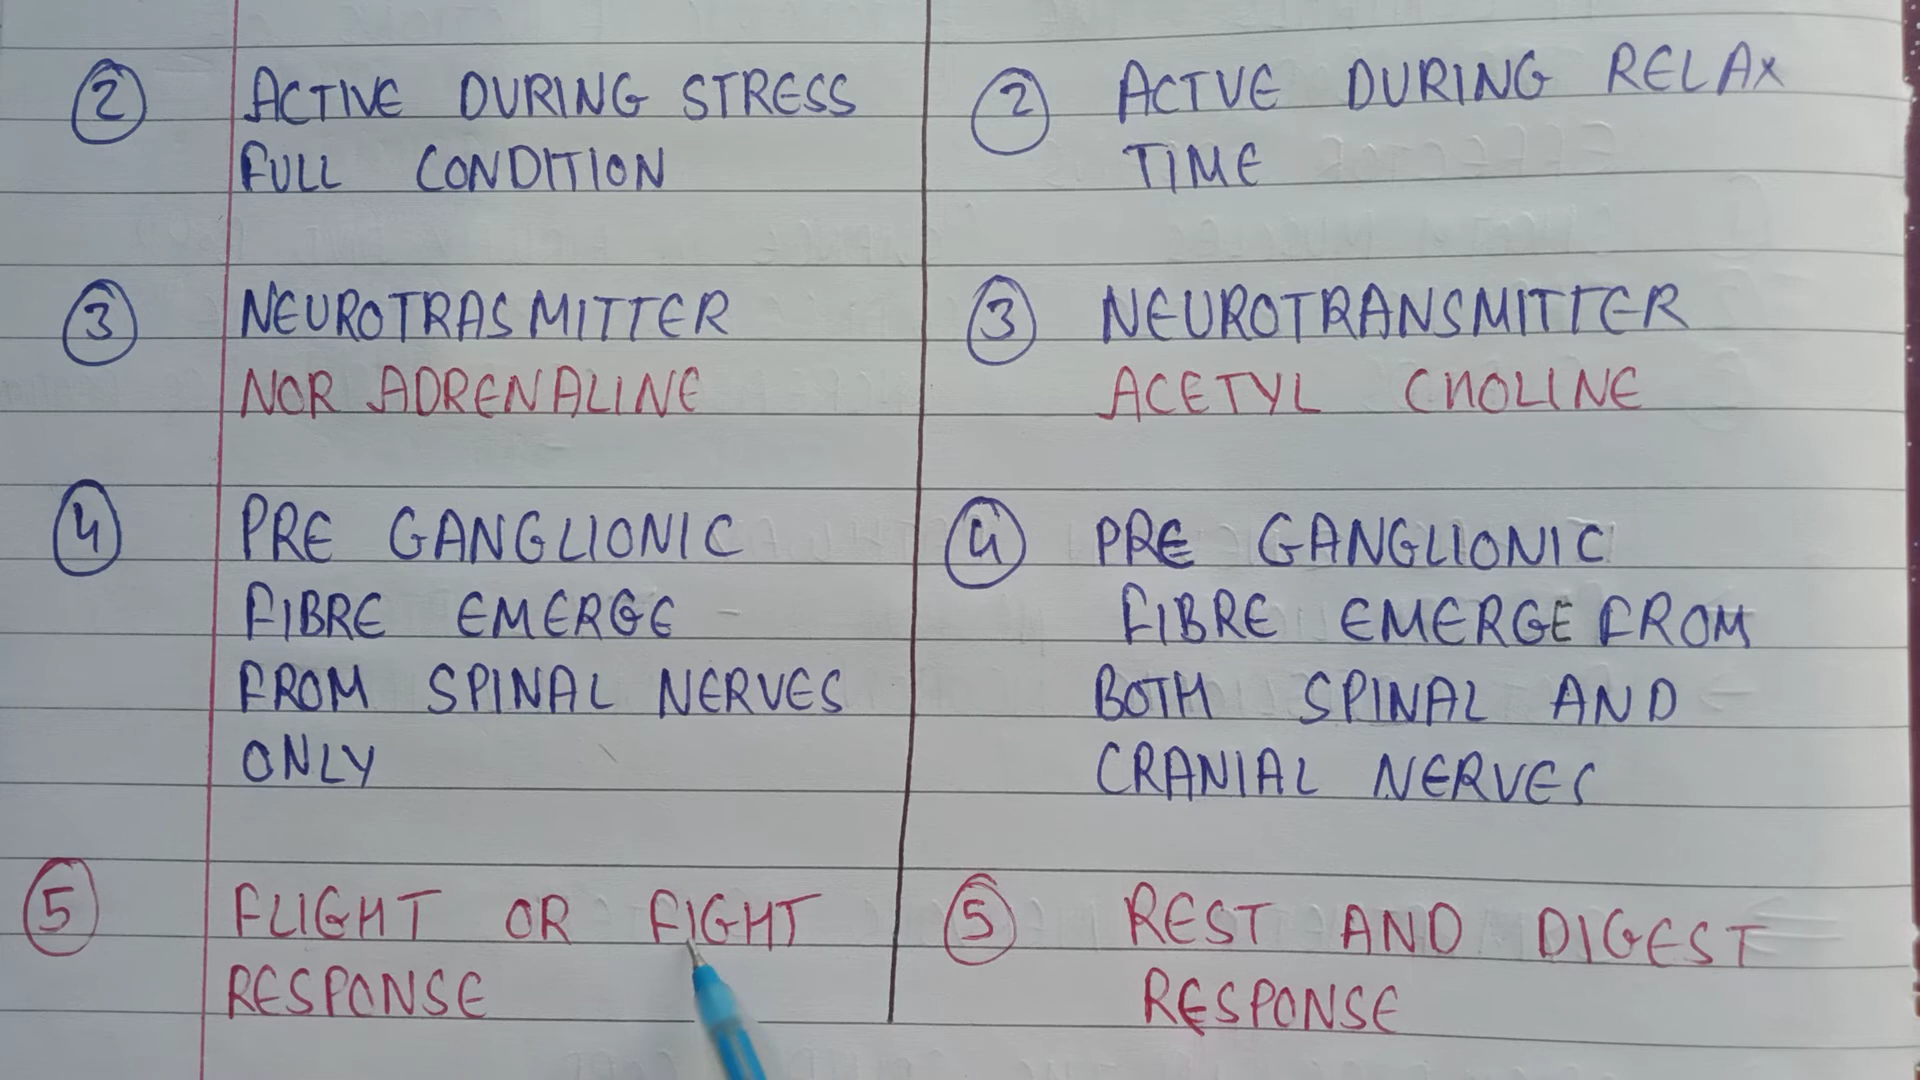 ② ACTIVE DURING STRESS
FULL CONDITION
③ NEUROTRASMITTER
NOR ADRENALINE
④ PRE GANGLIONIC
FIBRE EMERGE -
FROM SPINAL NERVES
ONLY
⑤ FLIGHT OR FIGHT
RESPONSE
② ACTVE DURING RELAX
TIME
③ NEUROTRANSMITTER
ACETYL CHOLINE
④ PRE GANGLIONIC
FIBRE EMERGE FROM
BOTH SPINAL AND
CRANIAL NERVES
⑤ REST AND DIGEST
RESPONSE